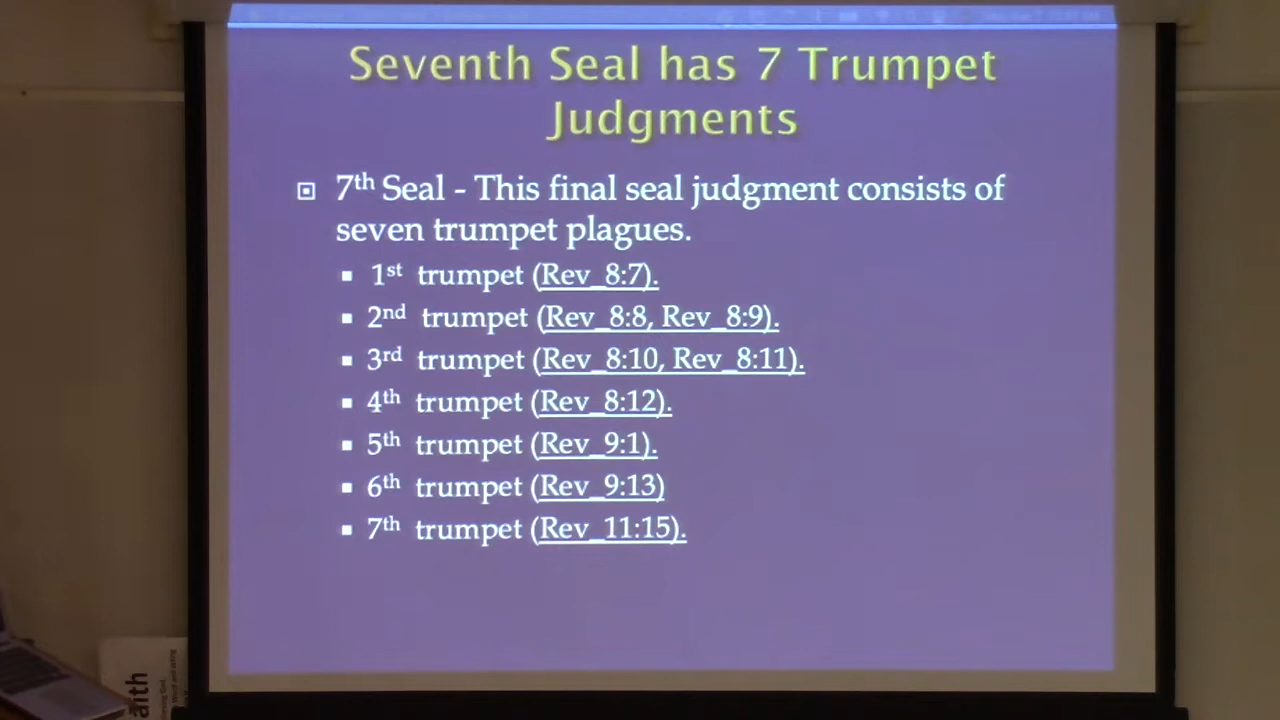 Seventh Seal has 7 Trumpet
Judgments
7th Seal - This final seal judgment consists of
seven trumpet plagues.
1st trumpet (Rev_8:7).
2nd trumpet (Rev_8:8, Rev_8:9).
3rd trumpet (Rev_8:10, Rev_8:11).
4th trumpet (Rev_8:12).
5th trumpet (Rev_9:1).
6th trumpet (Rev_9:13)
7th trumpet (Rev_11:15).
aith